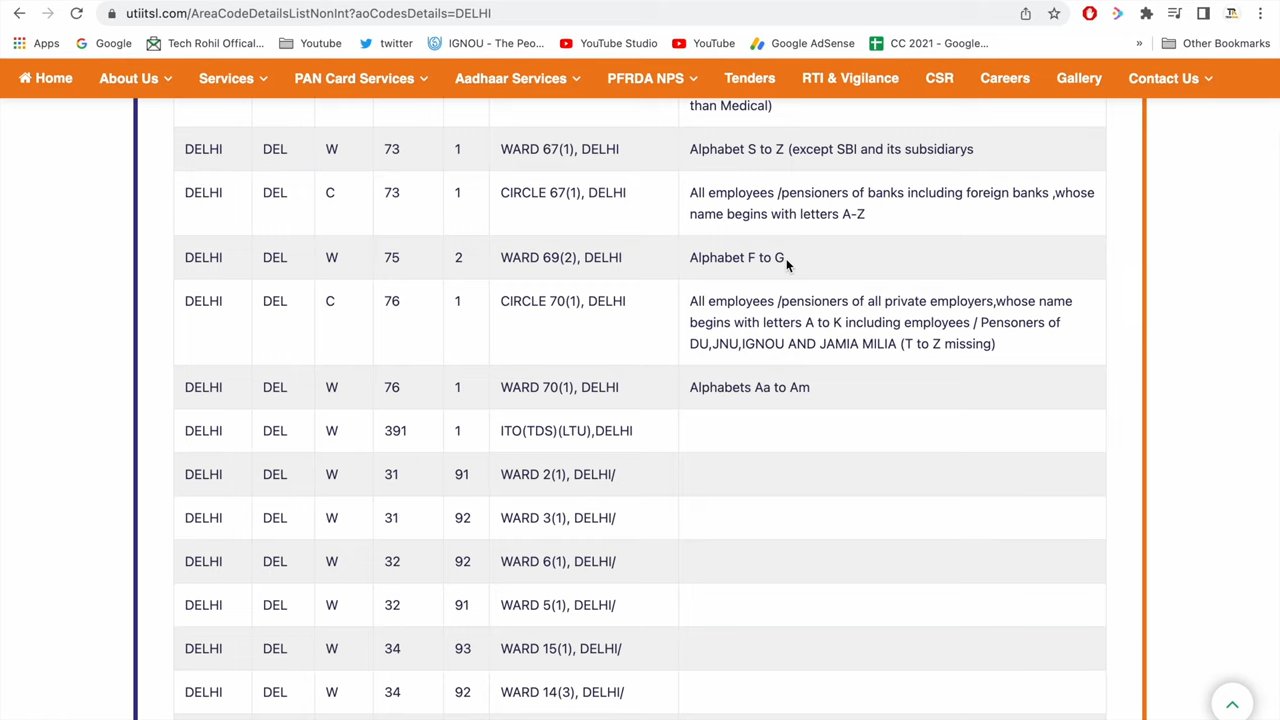 utiitsl.com/AreaCodeDetailsListNonInt?aoCodesDetails=DELHI
Apps Google Tech Rohil Offical... Youtube twitter IGNOU - The Peo... YouTube Studio YouTube Google AdSense CC 2021 - Google... » Other Bookmarks
Home About Us Services PAN Card Services Aadhaar Services PFRDA NPS Tenders RTI & Vigilance CSR Careers Gallery Contact Us
than Medical)
DELHI DEL W 73 1 WARD 67(1), DELHI Alphabet S to Z (except SBI and its subsidiarys
DELHI DEL C 73 1 CIRCLE 67(1), DELHI All employees /pensioners of banks including foreign banks ,whose
name begins with letters A-Z
DELHI DEL W 75 2 WARD 69(2), DELHI Alphabet F to G
DELHI DEL C 76 1 CIRCLE 70(1), DELHI All employees /pensioners of all private employers,whose name
begins with letters A to K including employees / Pensoners of
DU,JNU,IGNOU AND JAMIA MILIA (T to Z missing)
DELHI DEL W 76 1 WARD 70(1), DELHI Alphabets Aa to Am
DELHI DEL W 391 1 ITO(TDS)(LTU),DELHI
DELHI DEL W 31 91 WARD 2(1), DELHI/
DELHI DEL W 31 92 WARD 3(1), DELHI/
DELHI DEL W 32 92 WARD 6(1), DELHI/
DELHI DEL W 32 91 WARD 5(1), DELHI/
DELHI DEL W 34 93 WARD 15(1), DELHI/
DELHI DEL W 34 92 WARD 14(3), DELHI/